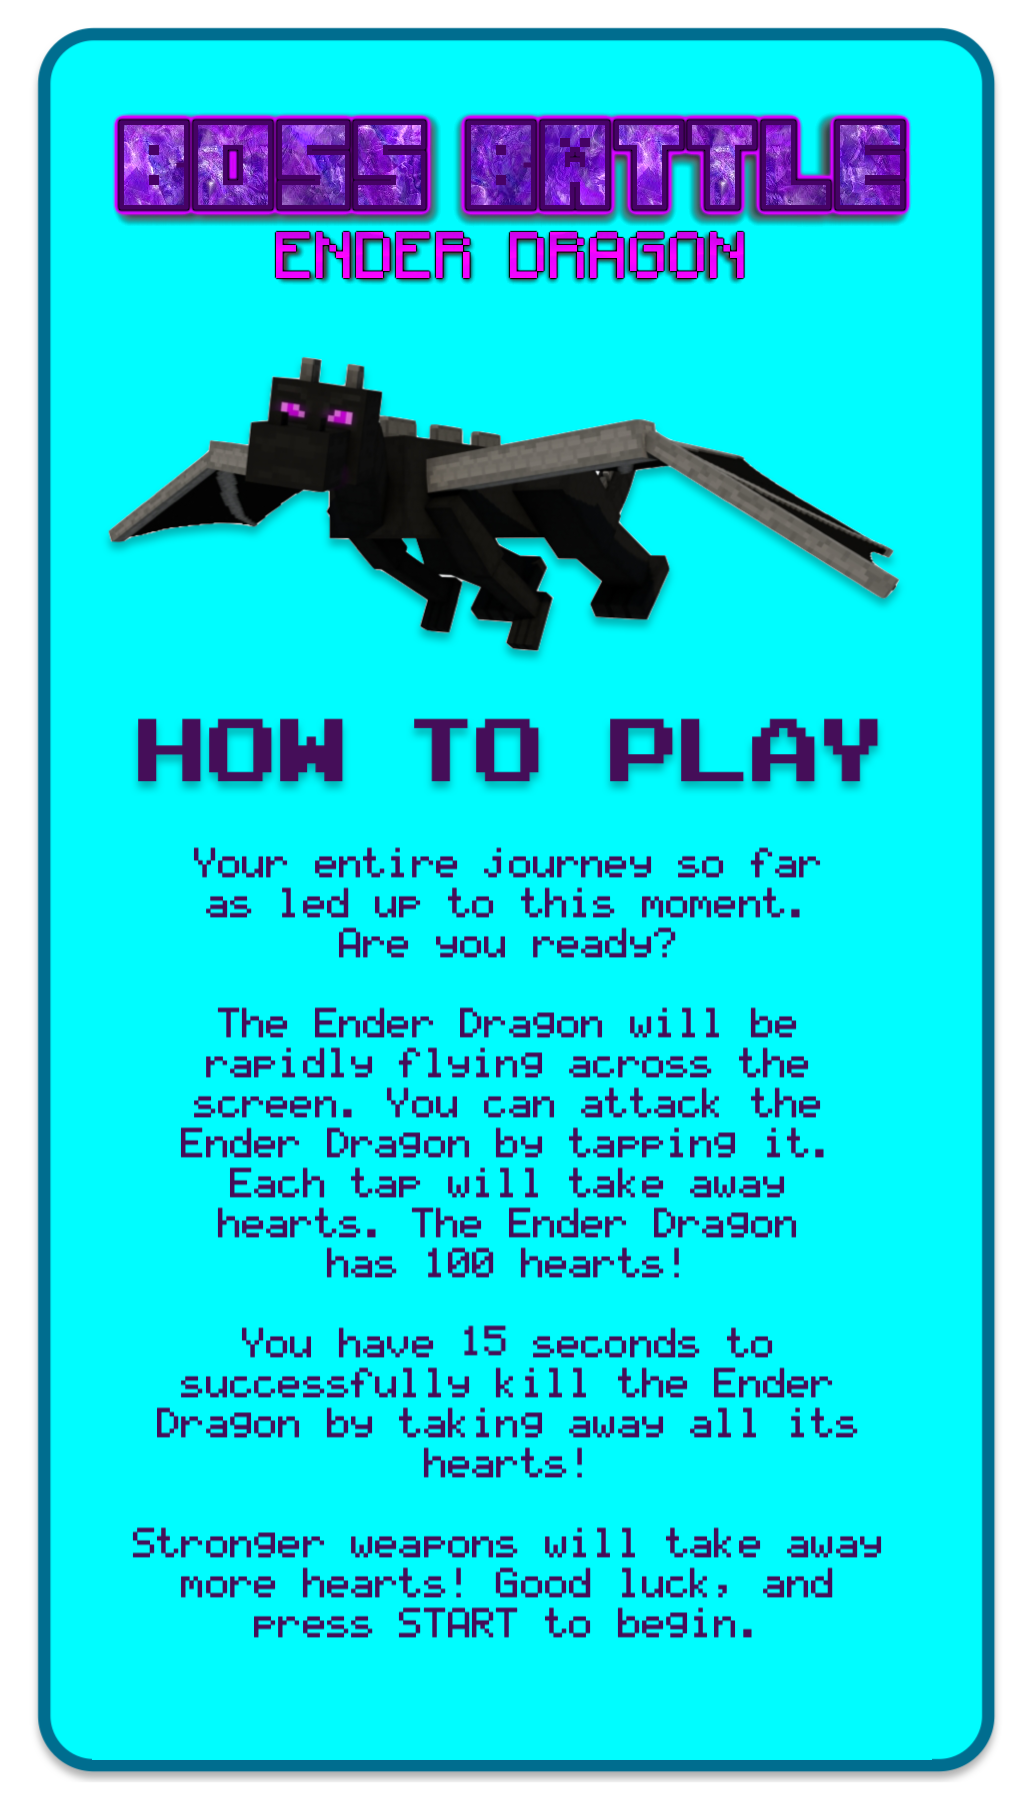 BOSS BATTLE
ENDER DRAGON
HOW TO PLAY
Your entire journey so far
as led up to this moment.
Are you ready?
The Ender Dragon will be
rapidly flying across the
screen. You can attack the
Ender Dragon by tapping it.
Each tap will take away
hearts. The Ender Dragon
has 100 hearts!
You have 15 seconds to
successfully kill the Ender
Dragon by taking away all its
hearts!
Stronger weapons will take away
more hearts! Good luck, and
press START to begin.